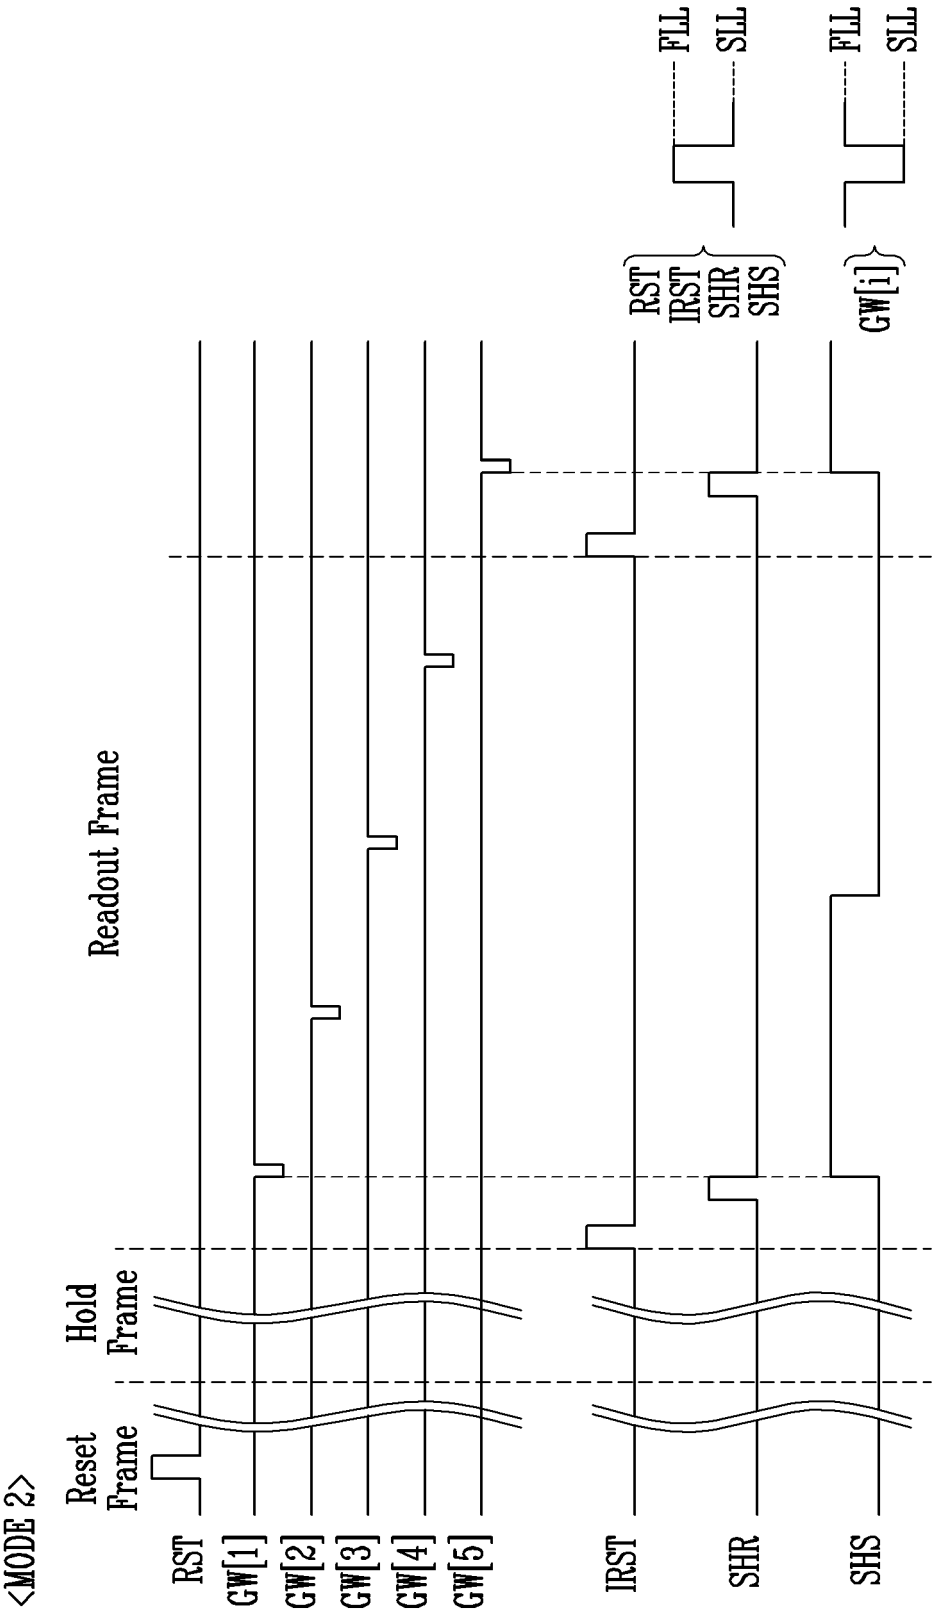 <MODE 2>
Reset
Frame
Hold
Frame
Readout Frame
RST
GW[1]
GW[2]
GW[3]
GW[4]
GW[5]
IRST
SHR
SHS
RST
IRST
SHR
SHS
FLL
SLL
GW[i]
FLL
SLL